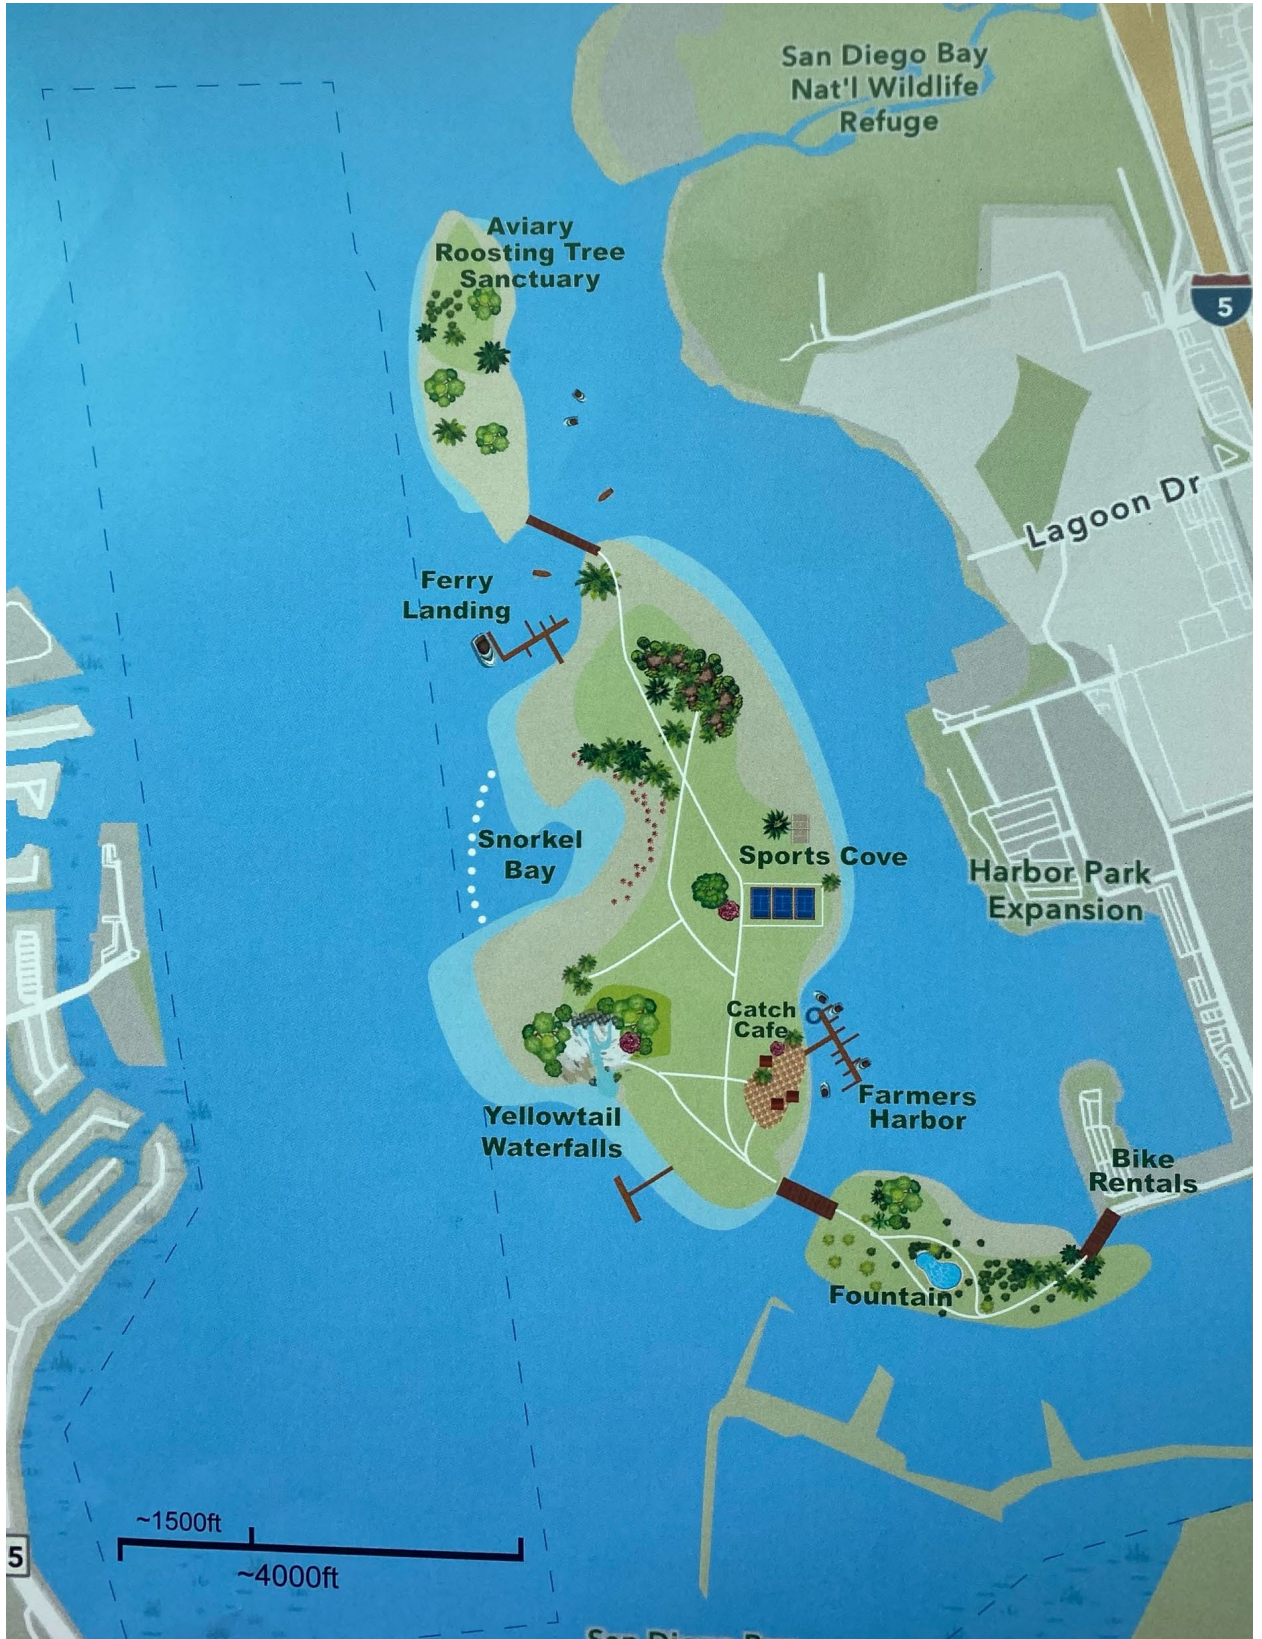 San Diego Bay
Nat'l Wildlife
Refuge
Aviary
Roosting Tree
Sanctuary
5
Lagoon Dr
Ferry
Landing
Snorkel
Bay
Sports Cove
Harbor Park
Expansion
Catch
Cafe
Farmers
Harbor
Yellowtail
Waterfalls
Bike
Rentals
Fountain
~1500ft
~4000ft
5